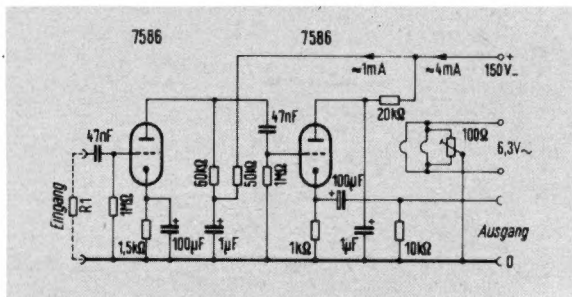 7586
7586
≈1mA
≈4mA
+
150V_
20kΩ
47nF
47nF
100Ω
6,3V~
60kΩ
50kΩ
100µF
+
Eingang
R1
1MΩ
1MΩ
1,5kΩ
+
100µF
+
1µF
1kΩ
+
1µF
10kΩ
Ausgang
0